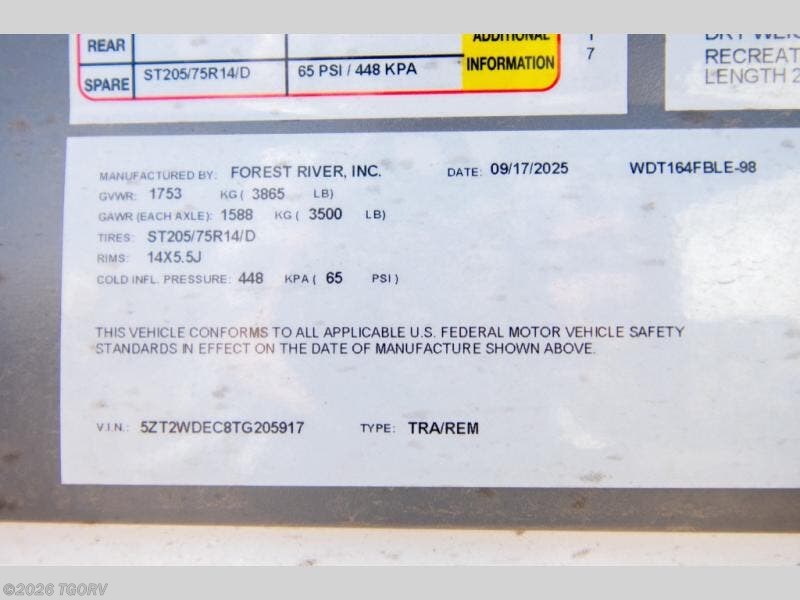 ADDITIONAL
REAR
1
7
SPARE ST205/75R14/D 65 PSI / 448 KPA INFORMATION
RECREAT
LENGTH 2
MANUFACTURED BY: FOREST RIVER, INC. DATE: 09/17/2025 WDT164FBLE-98
GVWR: 1753 KG ( 3865 LB)
GAWR (EACH AXLE): 1588 KG ( 3500 LB)
TIRES: ST205/75R14/D
RIMS: 14X5.5J
COLD INFL. PRESSURE: 448 KPA ( 65 PSI )
THIS VEHICLE CONFORMS TO ALL APPLICABLE U.S. FEDERAL MOTOR VEHICLE SAFETY
STANDARDS IN EFFECT ON THE DATE OF MANUFACTURE SHOWN ABOVE.
V.I.N.: 5ZT2WDEC8TG205917 TYPE: TRA/REM
©2026 TGORV